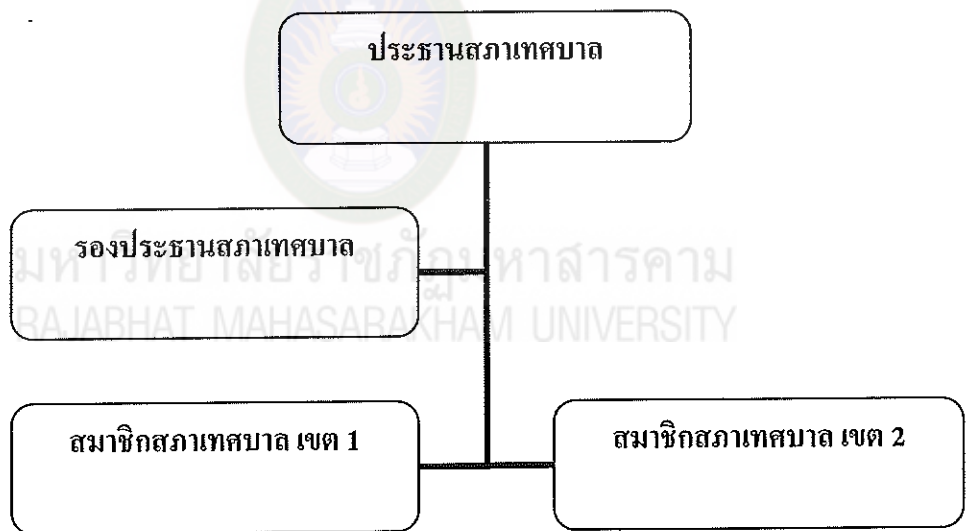 ประธานสภาเทศบาล
รองประธานสภาเทศบาล
มหาวิทยาลัยราชภัฏมหาสารคาม
RAJABHAT MAHASARAKHAM UNIVERSITY
สมาชิกสภาเทศบาล เขต 1
สมาชิกสภาเทศบาล เขต 2